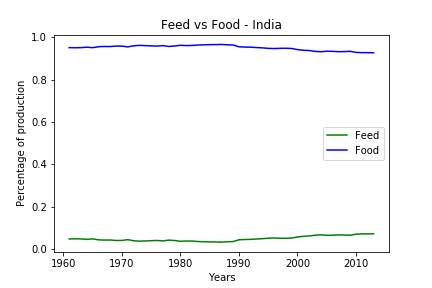 Feed vs Food - India
1.0
0.8
0.6
0.4
0.2
0.0
Percentage of production
Feed
Food
1960 1970 1980 1990 2000 2010
Years